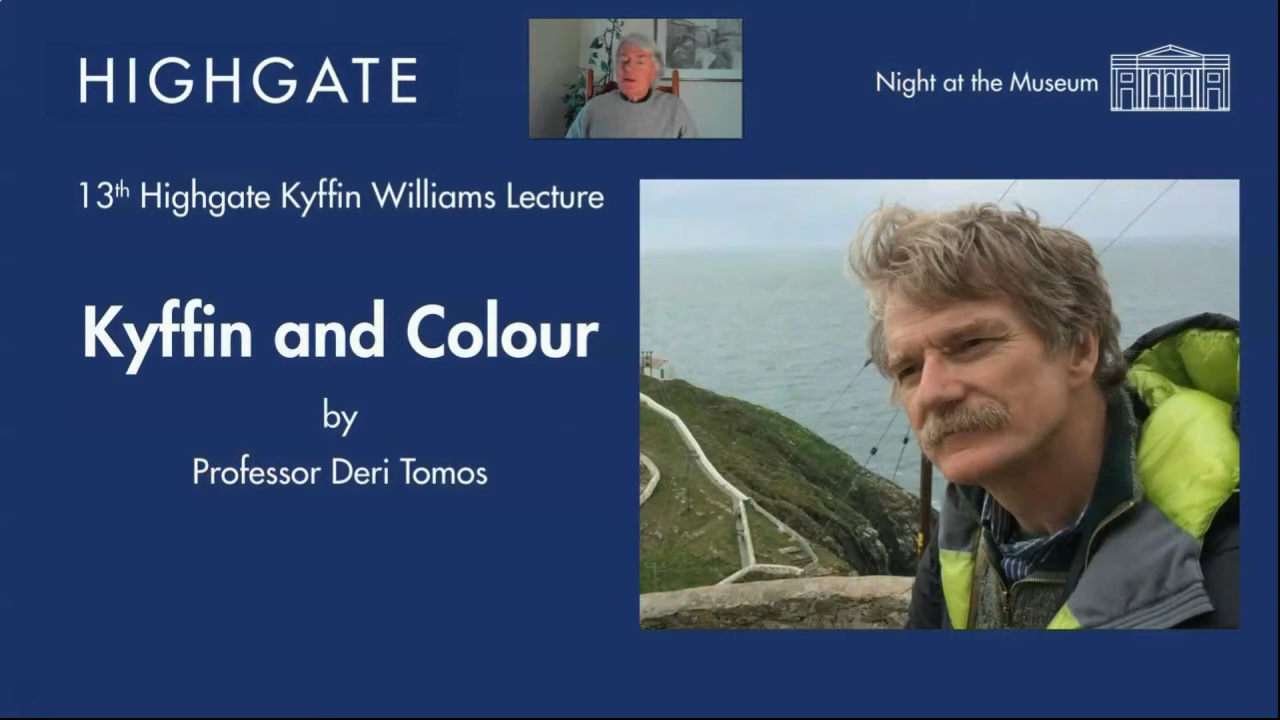 HIGHGATE
Night at the Museum
13th Highgate Kyffin Williams Lecture
Kyffin and Colour
by
Professor Deri Tomos